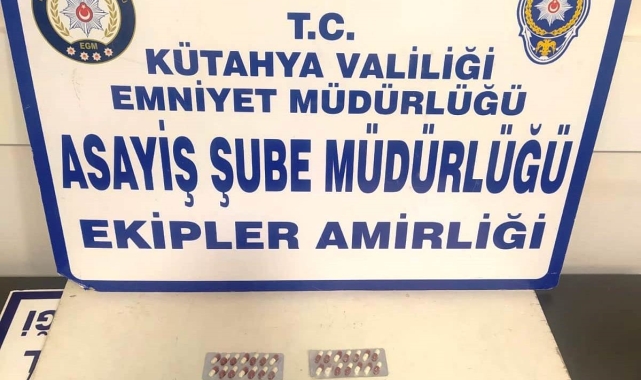 EGM
T.C.
KÜTAHYA VALİLİĞİ
EMNİYET MÜDÜRLÜĞÜ
ASAYİŞ ŞUBE MÜDÜRLÜĞÜ
EKİPLER AMİRLİĞİ